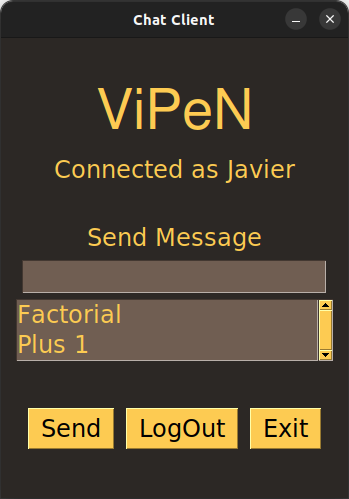 Chat Client
ViPeN
Connected as Javier
Send Message
Factorial
Plus 1
Send LogOut Exit